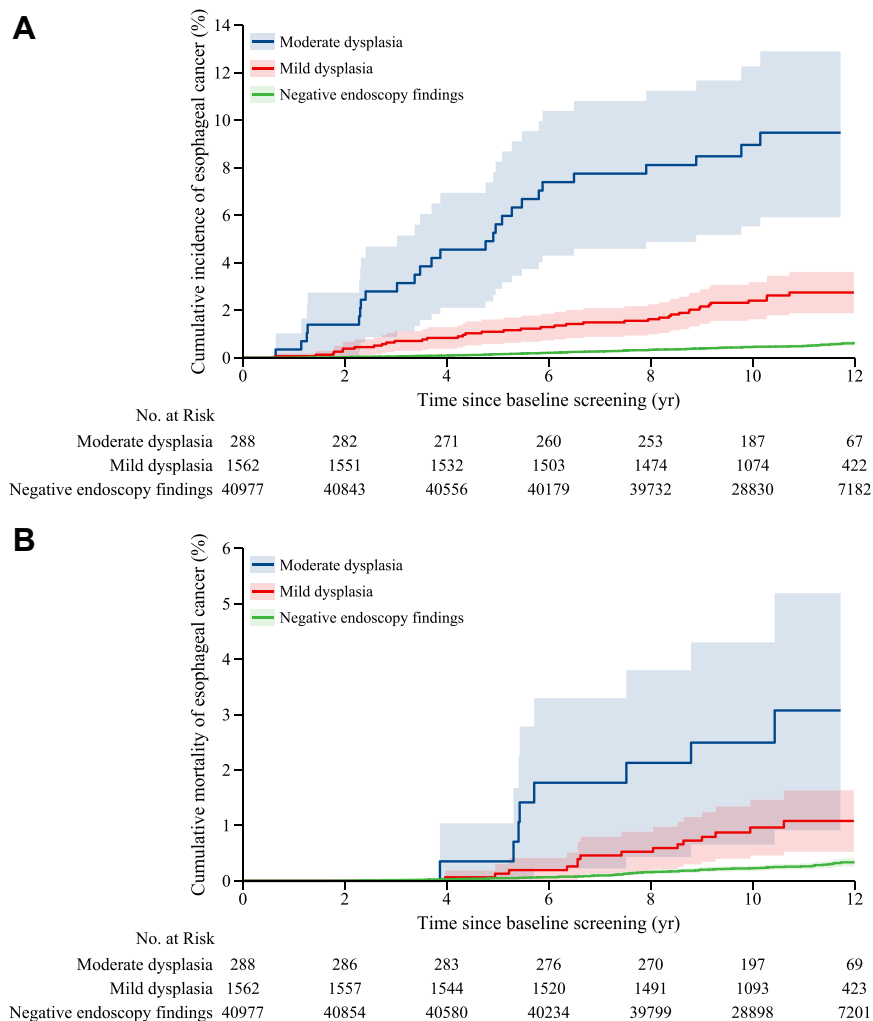 A
Cumulative incidence of esophageal cancer (%)
14
12
10
8
6
4
2
0
Moderate dysplasia
Mild dysplasia
Negative endoscopy findings
0 2 4 6 8 10 12
Time since baseline screening (yr)
No. at Risk
Moderate dysplasia 288 282 271 260 253 187 67
Mild dysplasia 1562 1551 1532 1503 1474 1074 422
Negative endoscopy findings 40977 40843 40556 40179 39732 28830 7182
B
Cumulative mortality of esophageal cancer (%)
6
5
4
3
2
1
0
Moderate dysplasia
Mild dysplasia
Negative endoscopy findings
0 2 4 6 8 10 12
Time since baseline screening (yr)
No. at Risk
Moderate dysplasia 288 286 283 276 270 197 69
Mild dysplasia 1562 1557 1544 1520 1491 1093 423
Negative endoscopy findings 40977 40854 40580 40234 39799 28898 7201